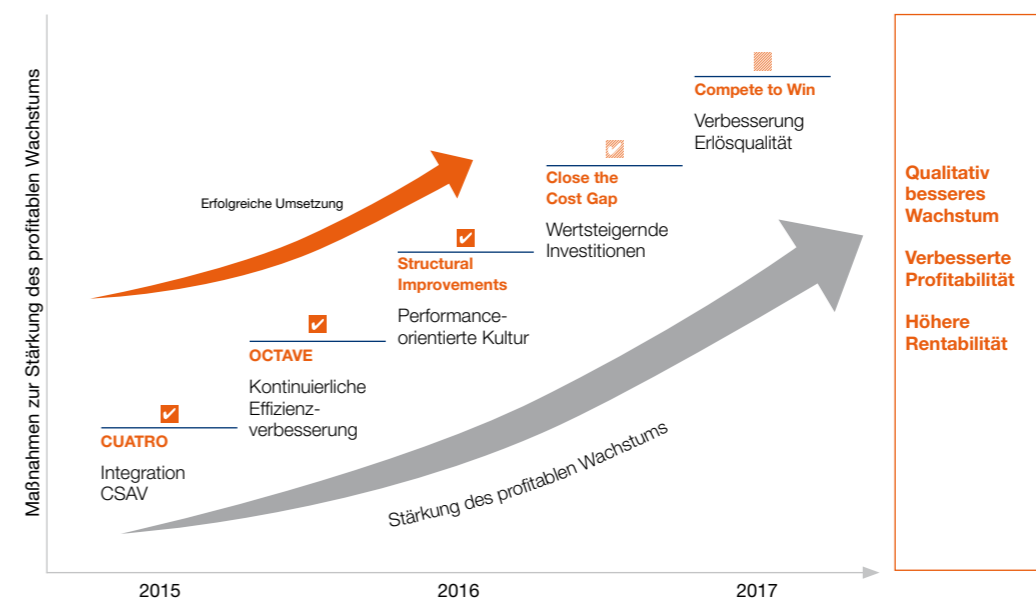 Maßnahmen zur Stärkung des profitablen Wachstums
Erfolgreiche Umsetzung
CUATRO
Integration
CSAV
OCTAVE
Kontinuierliche
Effizienz-
verbesserung
Structural
Improvements
Performance-
orientierte Kultur
Close the
Cost Gap
Wertsteigernde
Investitionen
Compete to Win
Verbesserung
Erlösqualität
Stärkung des profitablen Wachstums
2015
2016
2017
Qualitativ
besseres
Wachstum
Verbesserte
Profitabilität
Höhere
Rentabilität